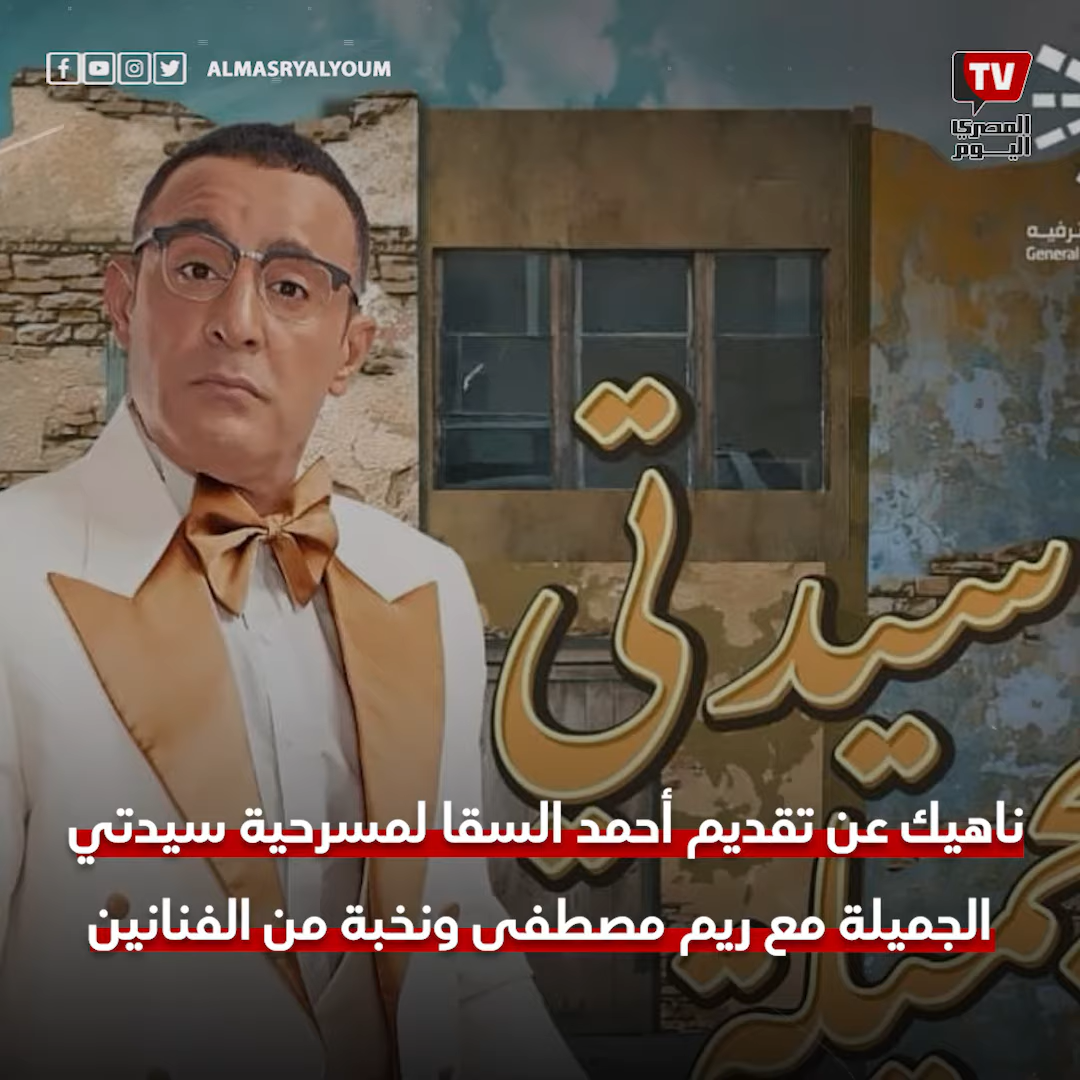 ALMASRYALYOUM
TV
المصري
اليوم
General
سيدتي
ناهيك عن تقديم أحمد السقا لمسرحية سيدتي
الجميلة مع ريم مصطفى ونخبة من الفنانين